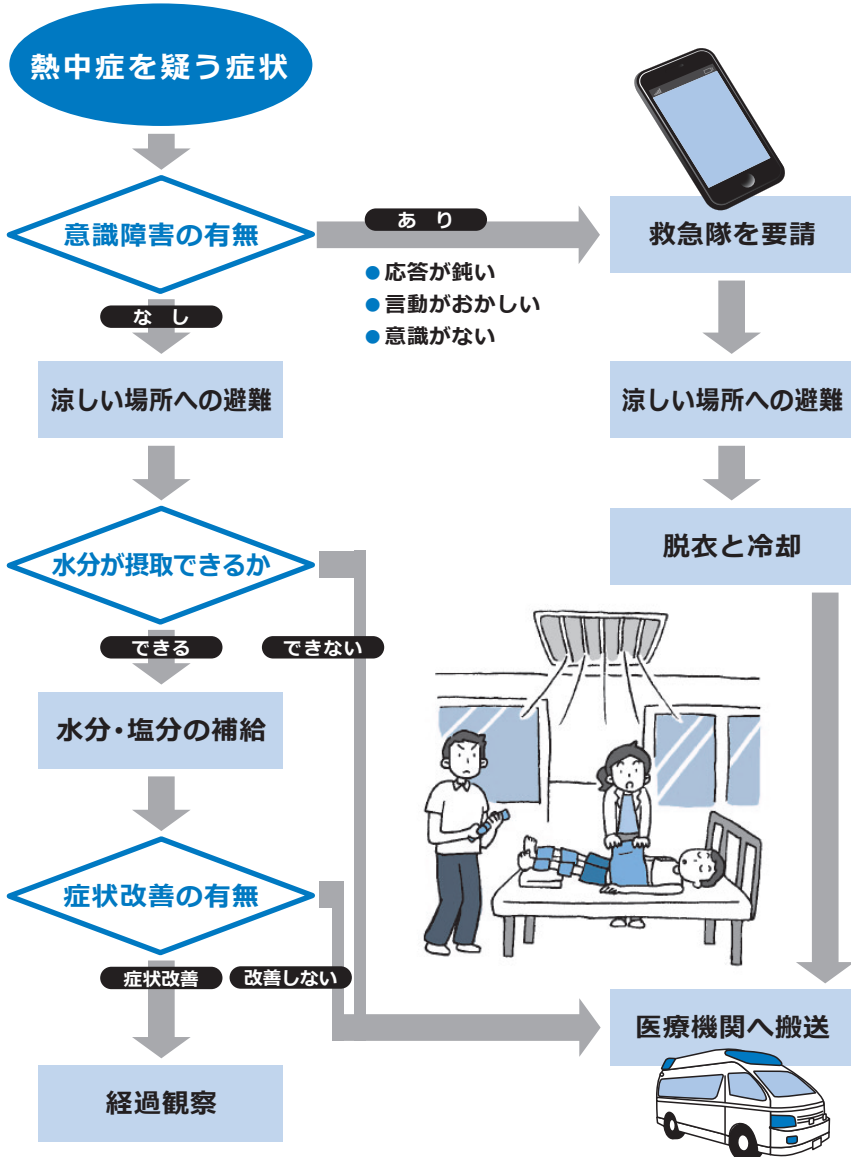 熱中症を疑う症状
意識障害の有無
あり
救急隊を要請
●応答が鈍い
●言動がおかしい
●意識がない
なし
涼しい場所への避難
涼しい場所への避難
水分が摂取できるか
脱衣と冷却
できる
できない
水分・塩分の補給
症状改善の有無
症状改善
改善しない
医療機関へ搬送
経過観察